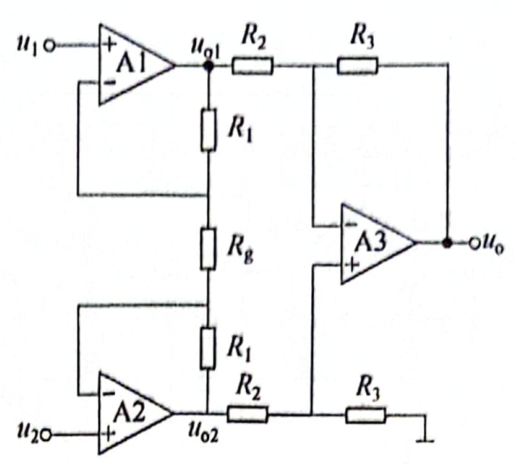 u₁ + A1 - uₒ₁ R₂ R₃
R₁
Rg
- A3 + uₒ
R₁
- A2 + u₂ uₒ₂ R₂ R₃